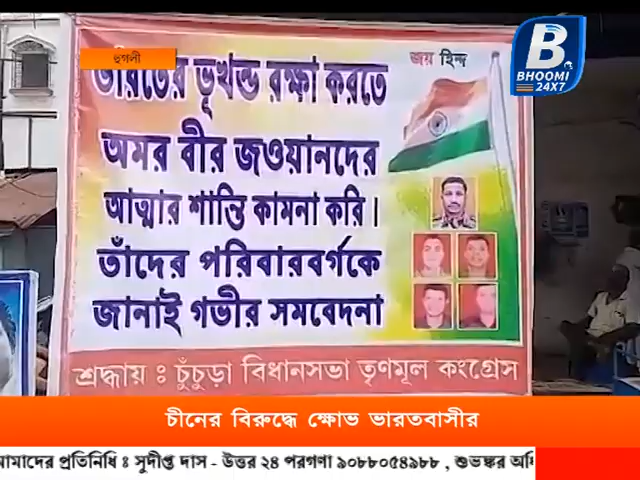 হুগলী
জয় হিন্দ
B
BHOOMI
24X7
ভারতের ভূখন্ড রক্ষা করতে
অমর বীর জওয়ানদের
আত্মার শান্তি কামনা করি।
তাঁদের পরিবারবর্গকে
জানাই গভীর সমবেদনা
শ্রদ্ধায় : চুঁচুড়া বিধানসভা তৃণমূল কংগ্রেস
চীনের বিরুদ্ধে ক্ষোভ ভারতবাসীর
প্রতিনিধি : সুদীপ্ত দাস - উত্তর ২৪ পরগণা ৯০৮৮০৫৪৯৮৮ , শুভঙ্কর